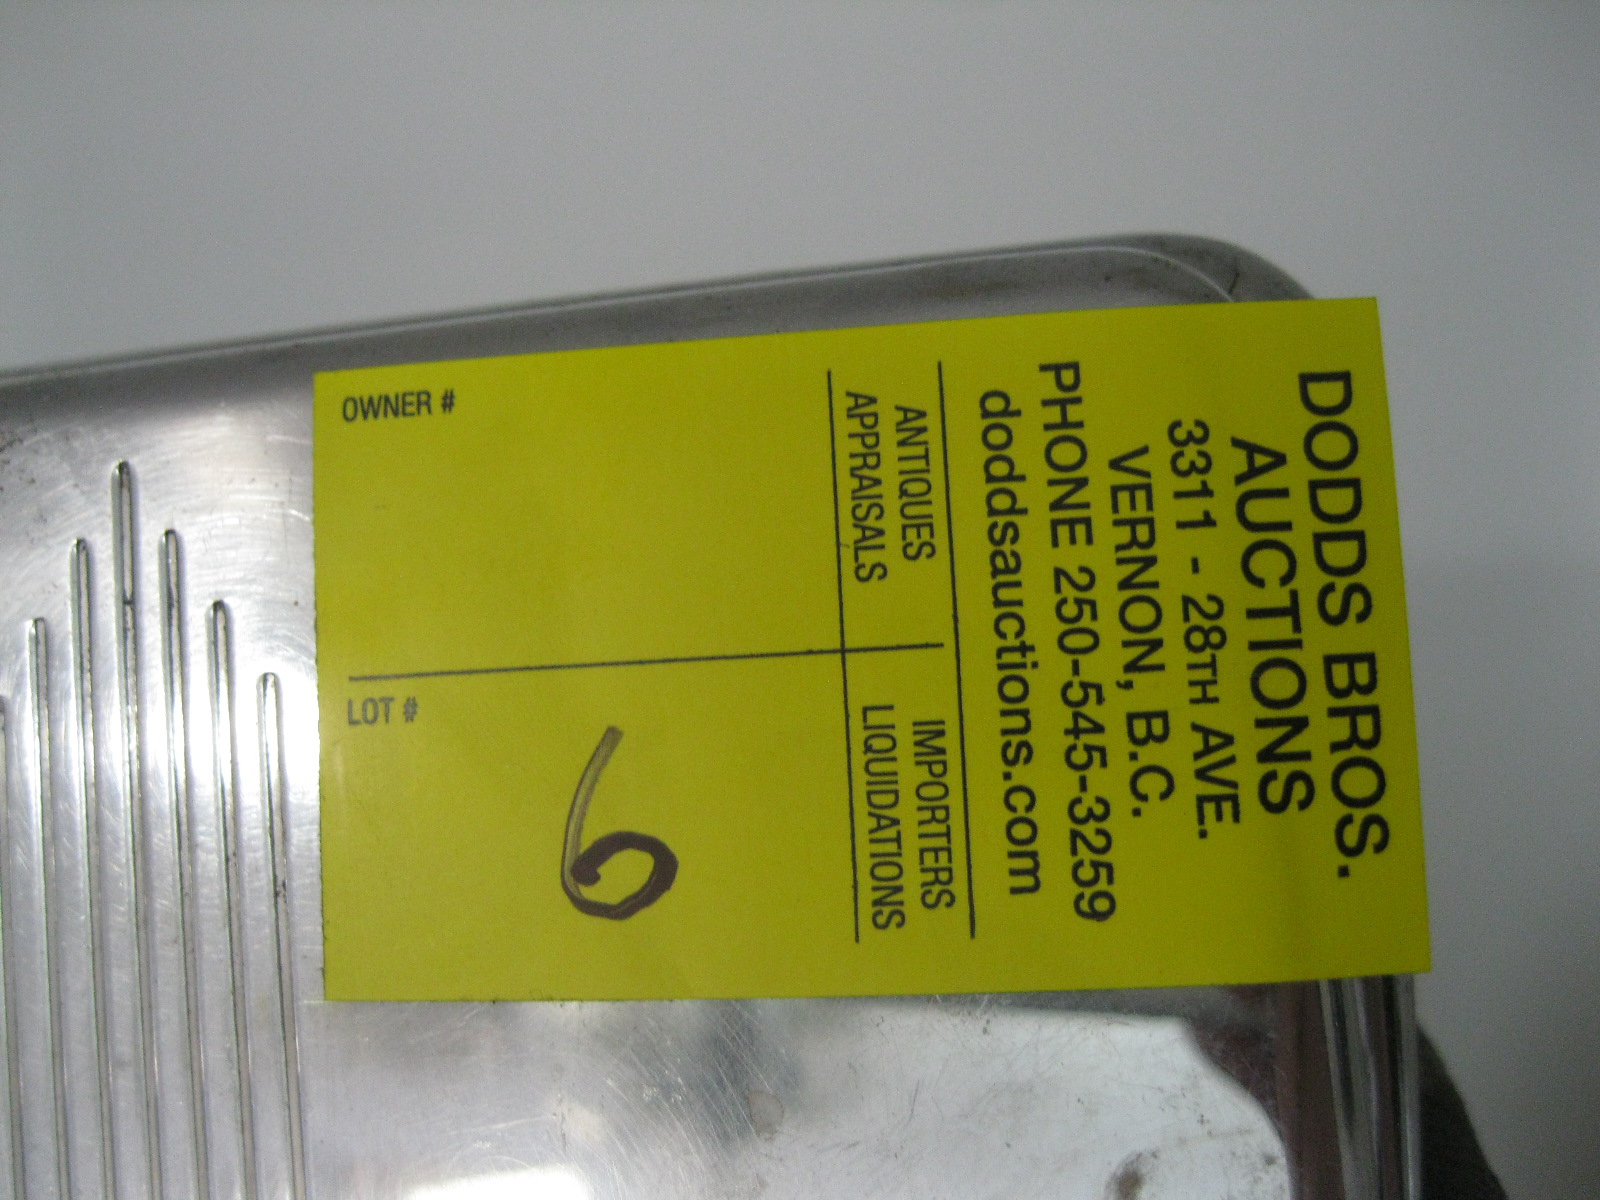 DODDS BROS.
AUCTIONS
3311 - 28TH AVE.
VERNON, B.C.
PHONE 250-545-3259
doddsauctions.com
ANTIQUES IMPORTERS
APPRAISALS LIQUIDATIONS
OWNER #
LOT #
6